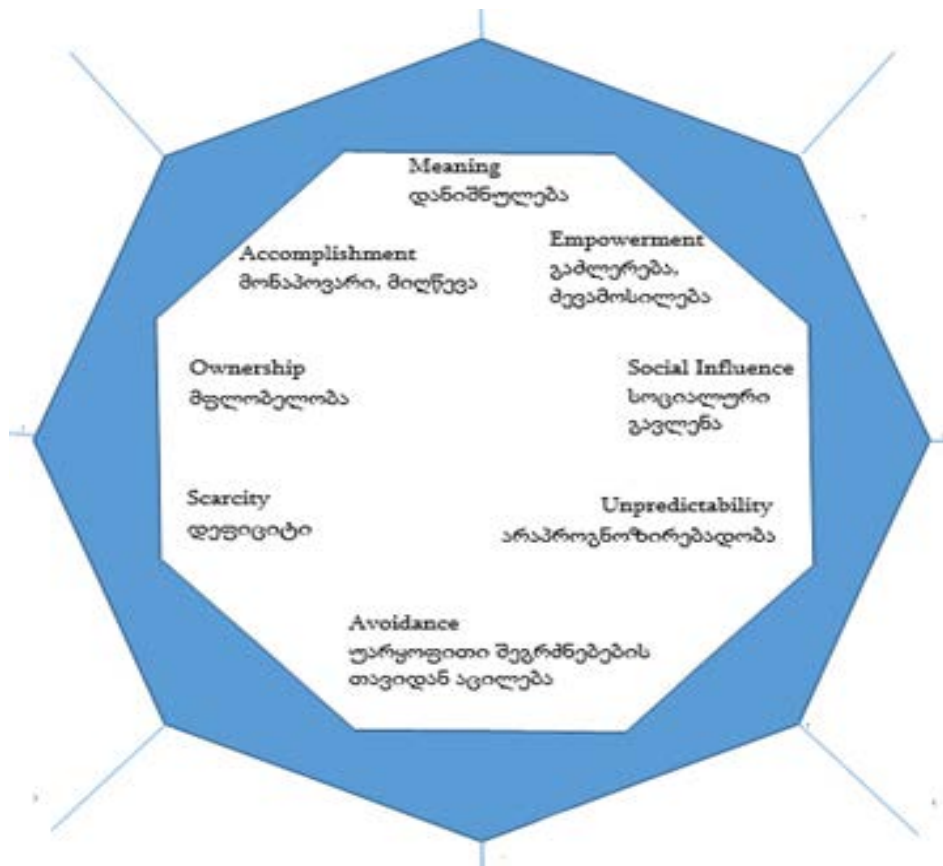 Meaning
დანიშნულება
Accomplishment
მონაპოვარი, მიღწევა
Empowerment
გაძლერება,
ძევამოსილება
Ownership
მფლობელობა
Social Influence
სოციალური
გავლენა
Scarcity
დეფიციტი
Unpredictability
არაპროგნოზირებადობა
Avoidance
უარყოფითი შეგრძნებების
თავიდან აცილება